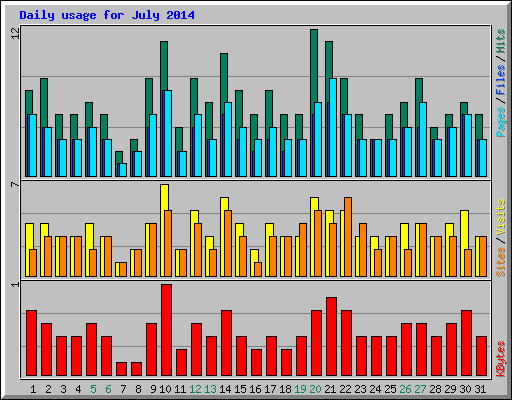 Daily usage for July 2014
12
Pages / Files / Hits
7
Sites / Visits
1
KBytes
1 2 3 4 5 6 7 8 9 10 11 12 13 14 15 16 17 18 19 20 21 22 23 24 25 26 27 28 29 30 31